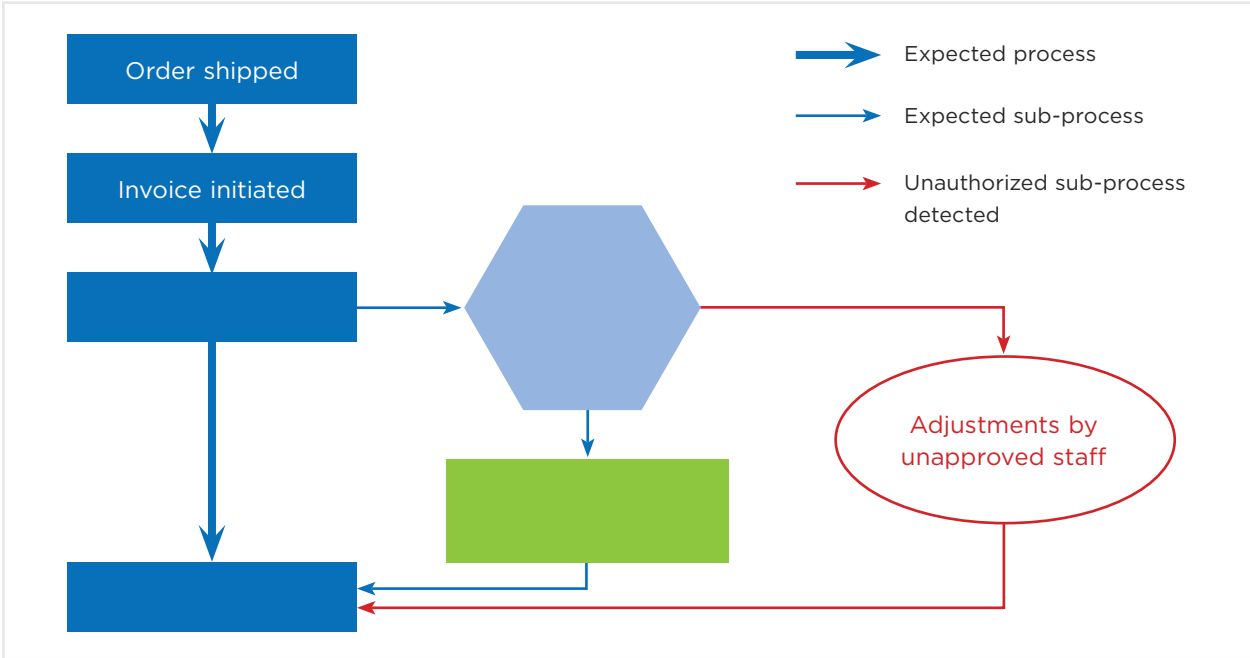 Order shipped
Invoice initiated
Expected process
Expected sub-process
Unauthorized sub-process
detected
Adjustments by
unapproved staff